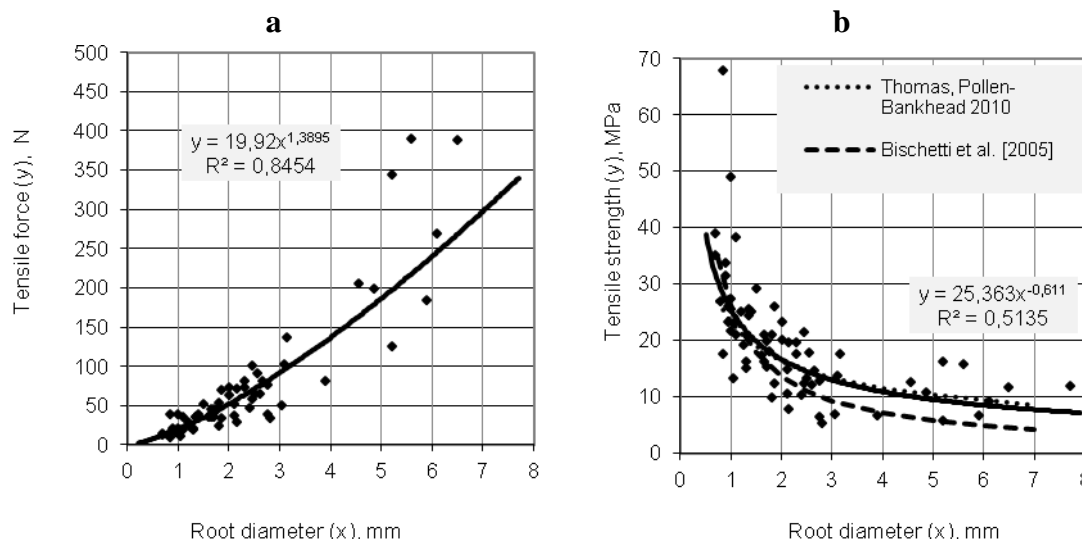 a
500
450
400
350
300
250
200
150
100
50
0
Tensile force (y), N
y = 19,92x^1,3895
R² = 0,8454
0 1 2 3 4 5 6 7 8
Root diameter (x), mm
b
70
60
50
40
30
20
10
0
Tensile strength (y), MPa
Thomas, Pollen-
Bankhead 2010
Bischetti et al. [2005]
y = 25,363x^-0,611
R² = 0,5135
0 1 2 3 4 5 6 7 8
Root diameter (x), mm